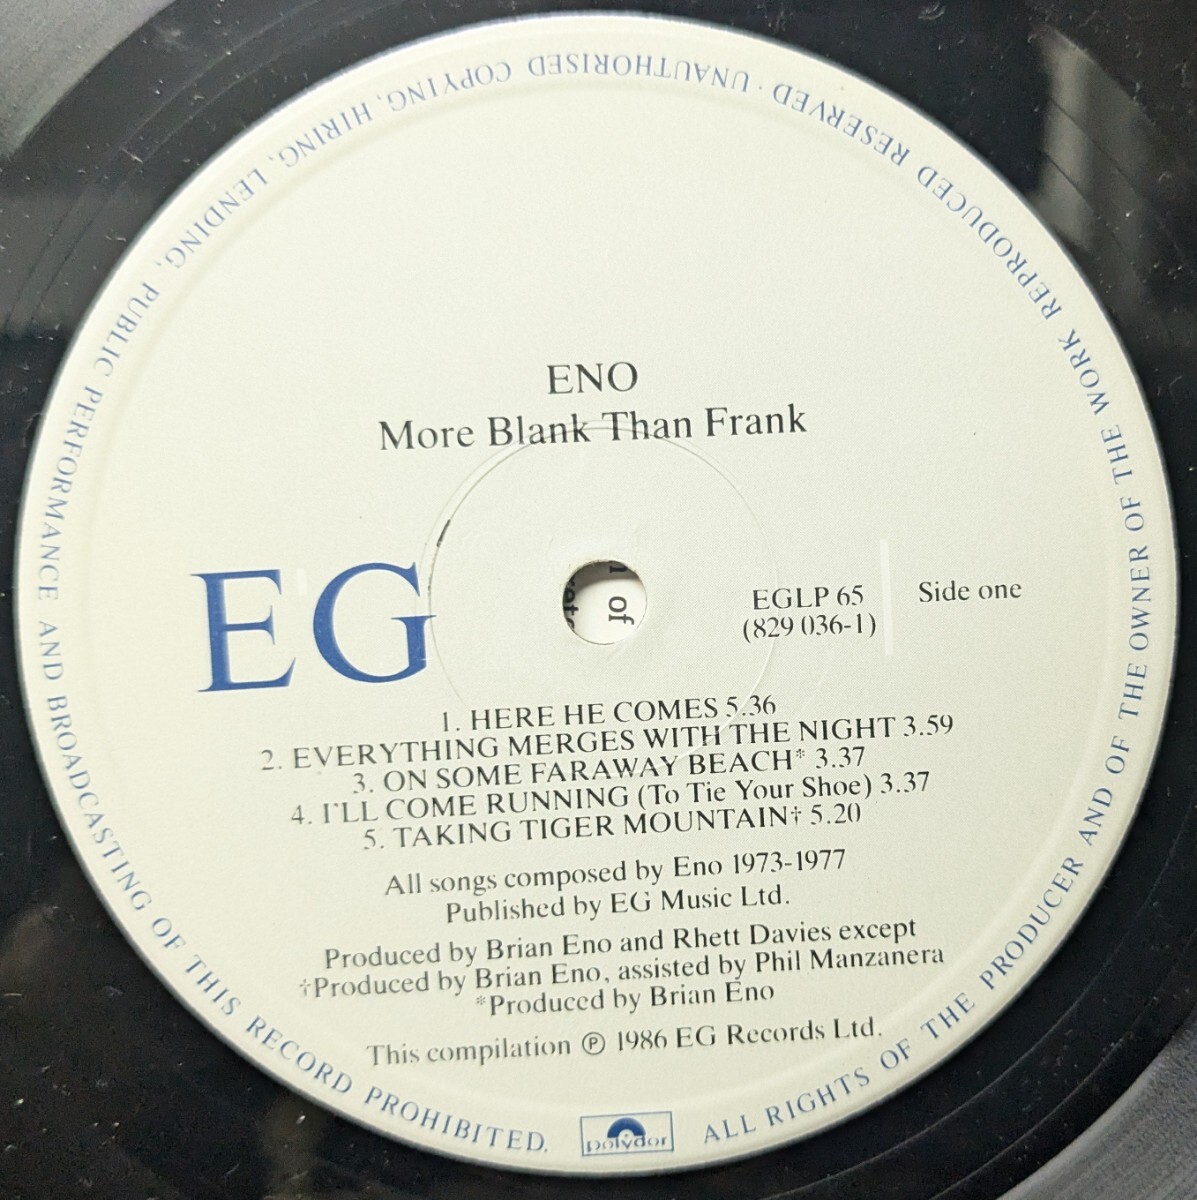 ENO
More Blank Than Frank
EG
EGLP 65
(829 036-1)
Side one
of
1. HERE HE COMES 5.36
2. EVERYTHING MERGES WITH THE NIGHT 3.59
3. ON SOME FARAWAY BEACH* 3.37
4. I'LL COME RUNNING (To Tie Your Shoe) 3.37
5. TAKING TIGER MOUNTAIN† 5.20
All songs composed by Eno 1973-1977
Published by EG Music Ltd.
Produced by Brian Eno and Rhett Davies except
†Produced by Brian Eno, assisted by Phil Manzanera
*Produced by Brian Eno
This compilation ℗ 1986 EG Records Ltd.
polydor
ALL RIGHTS OF THE PRODUCER AND OF THE OWNER OF THE WORK REPRODUCED RESERVED · UNAUTHORISED COPYING, HIRING, LENDING, PUBLIC PERFORMANCE AND BROADCASTING OF THIS RECORD PROHIBITED.